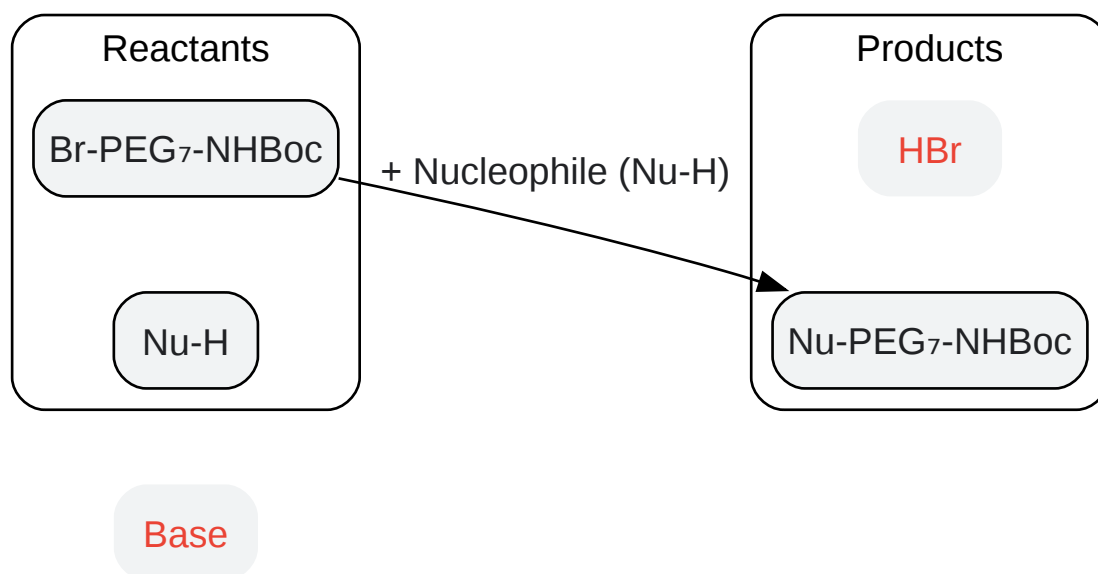 Reactants
Products
Br-PEG₇-NHBoc
HBr
+ Nucleophile (Nu-H)
Nu-H
Nu-PEG₇-NHBoc
Base